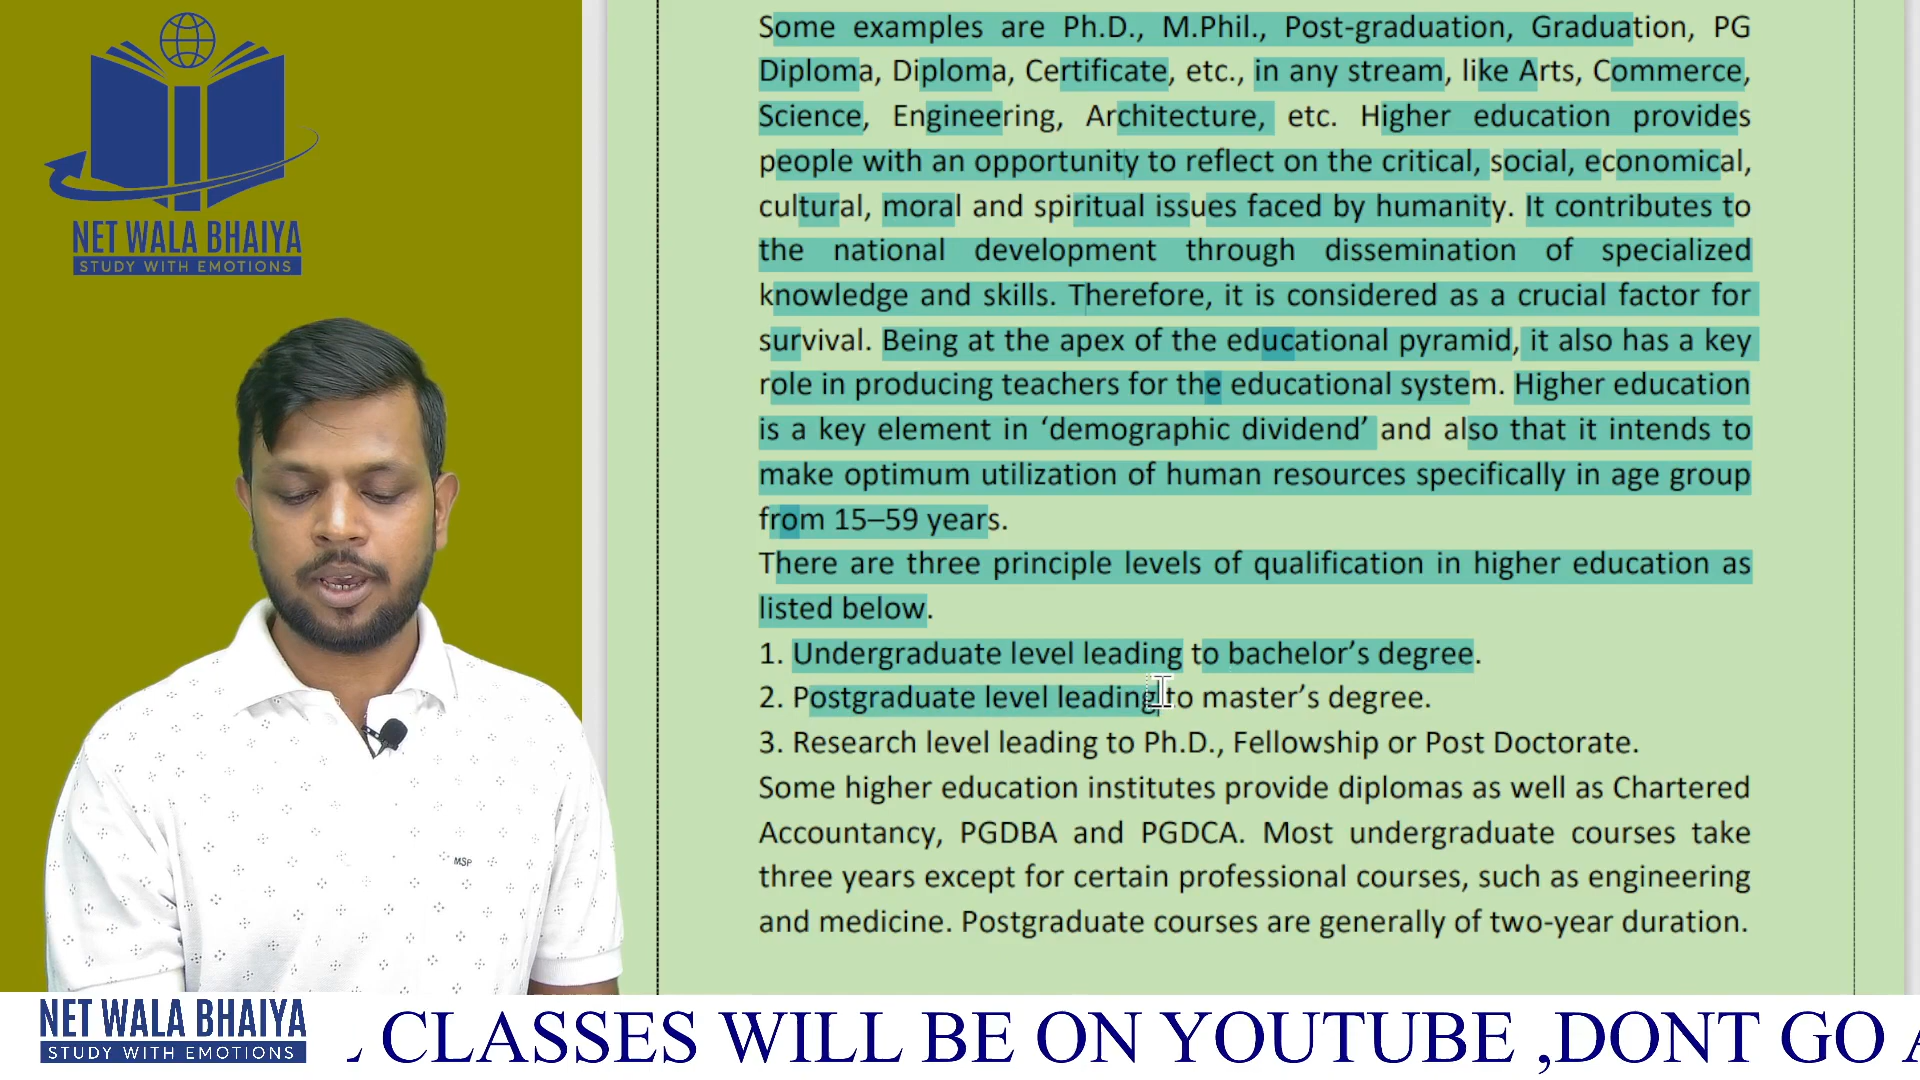 NET WALA BHAIYA
STUDY WITH EMOTIONS
Some examples are Ph.D., M.Phil., Post-graduation, Graduation, PG
Diploma, Diploma, Certificate, etc., in any stream, like Arts, Commerce,
Science, Engineering, Architecture, etc. Higher education provides
people with an opportunity to reflect on the critical, social, economical,
cultural, moral and spiritual issues faced by humanity. It contributes to
the national development through dissemination of specialized
knowledge and skills. Therefore, it is considered as a crucial factor for
survival. Being at the apex of the educational pyramid, it also has a key
role in producing teachers for the educational system. Higher education
is a key element in ‘demographic dividend’ and also that it intends to
make optimum utilization of human resources specifically in age group
from 15–59 years.
There are three principle levels of qualification in higher education as
listed below.
1. Undergraduate level leading to bachelor’s degree.
2. Postgraduate level leading to master’s degree.
3. Research level leading to Ph.D., Fellowship or Post Doctorate.
Some higher education institutes provide diplomas as well as Chartered
Accountancy, PGDBA and PGDCA. Most undergraduate courses take
three years except for certain professional courses, such as engineering
and medicine. Postgraduate courses are generally of two-year duration.
MSP
NET WALA BHAIYA
STUDY WITH EMOTIONS
CLASSES WILL BE ON YOUTUBE ,DONT GO